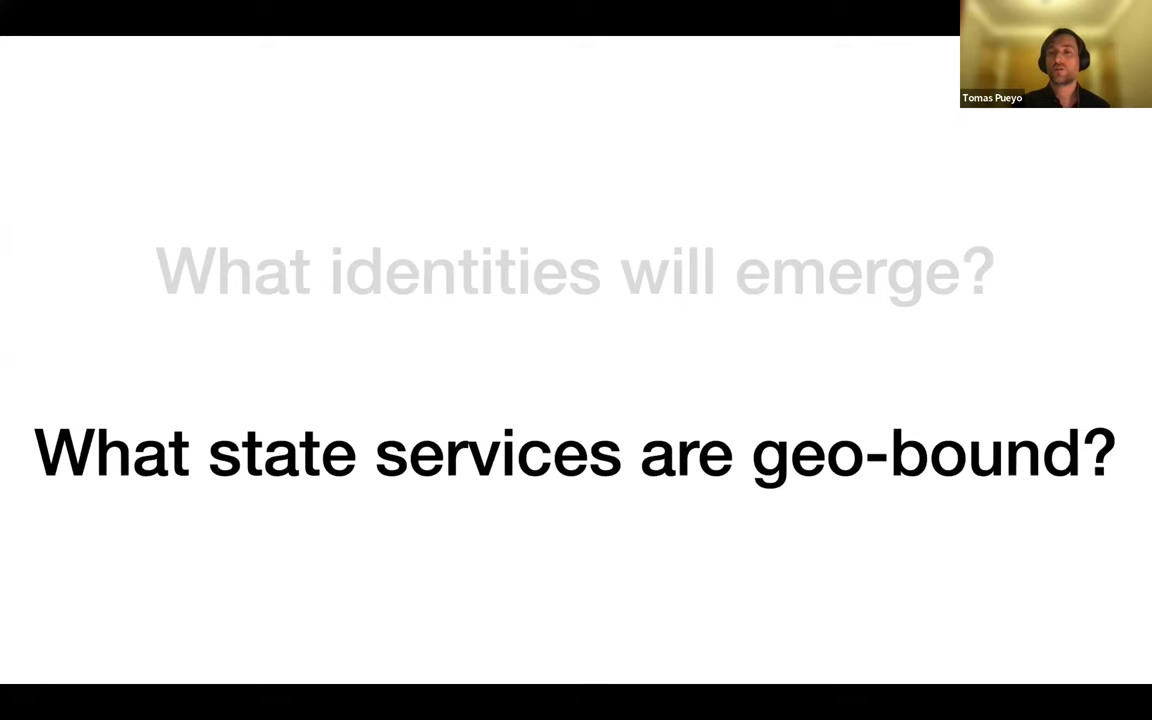 Tomas Pueyo
What identities will emerge?
What state services are geo-bound?